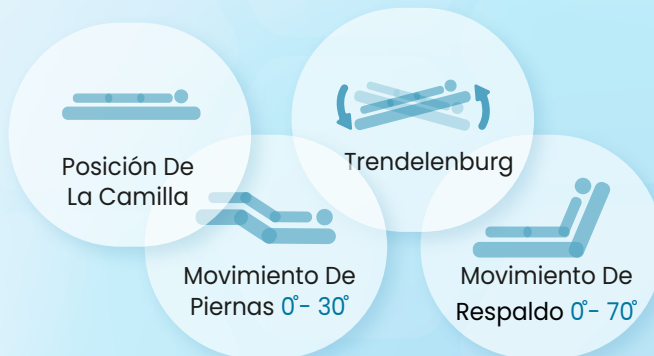 Posición De
La Camilla
Trendelenburg
Movimiento De
Piernas 0°- 30°
Movimiento De
Respaldo 0°- 70°